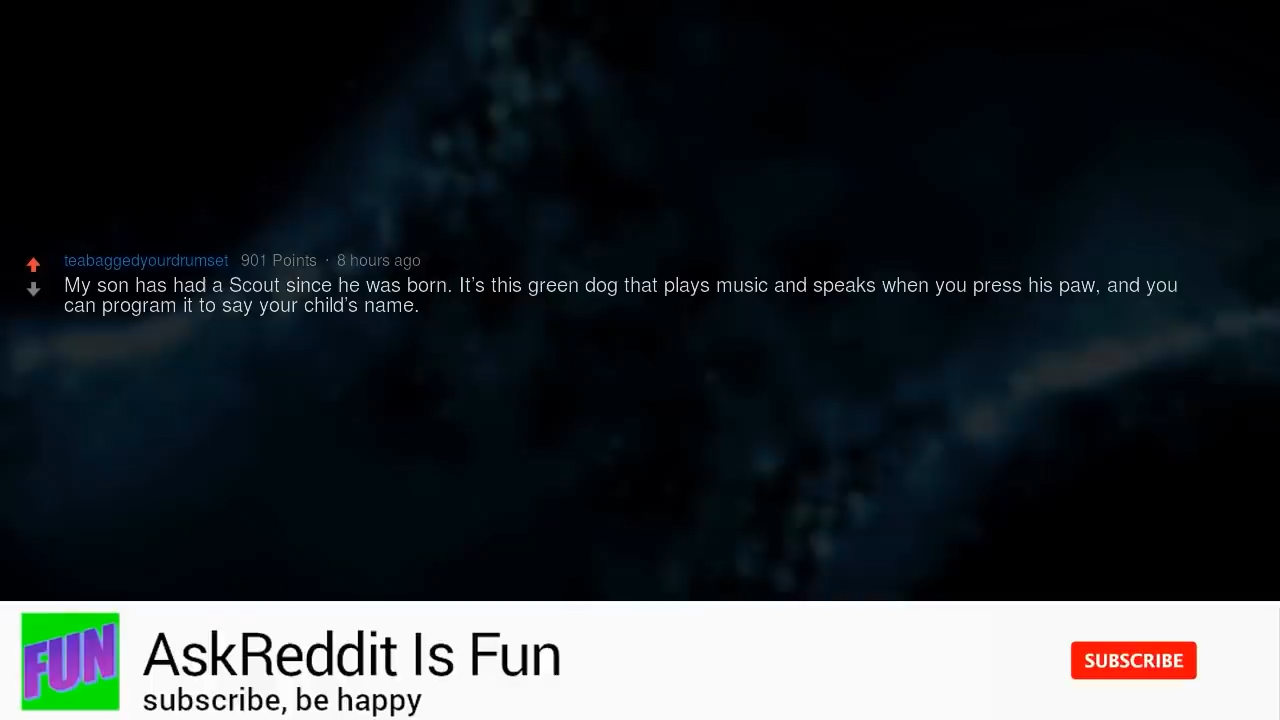 teabaggedyourdrumset 901 Points · 8 hours ago
My son has had a Scout since he was born. It's this green dog that plays music and speaks when you press his paw, and you
can program it to say your child's name.
FUN
AskReddit Is Fun
SUBSCRIBE
subscribe, be happy